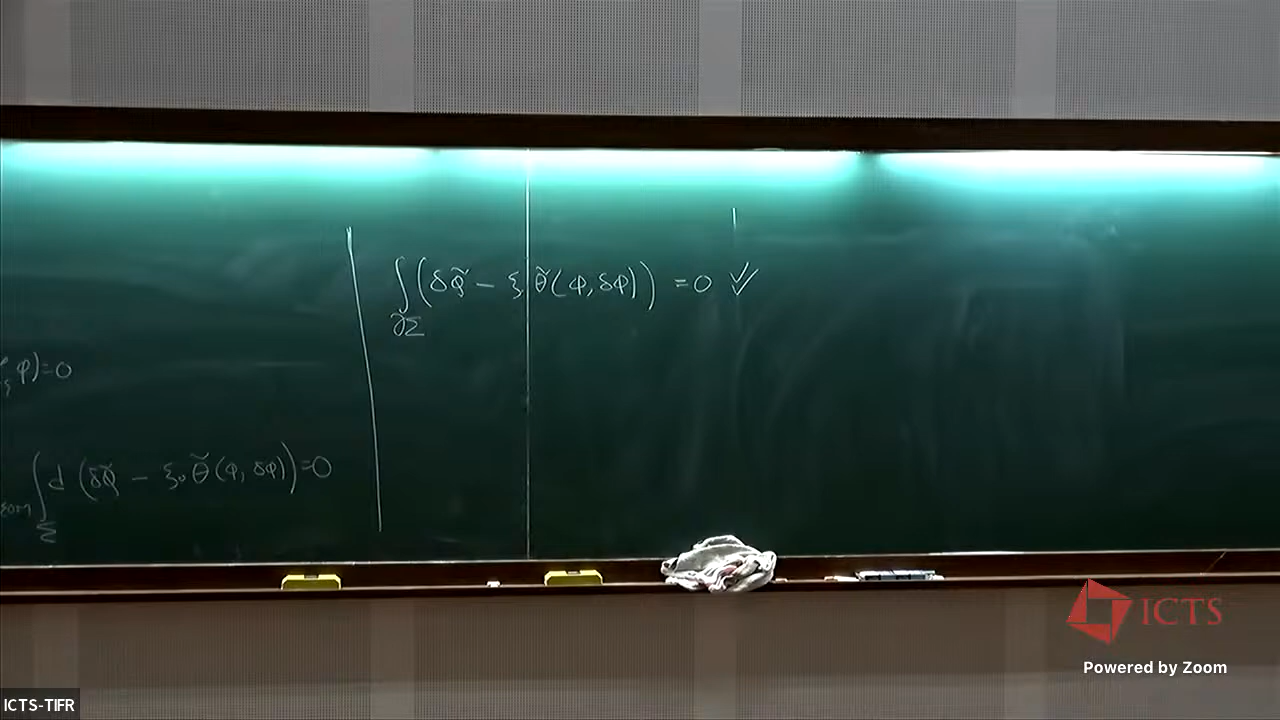 φ)=0
∫_Σ d (δQ̃ − ξ·θ̃(φ, δφ))=0
∫_∂Σ (δQ̃ − ξ θ̃(φ, δφ)) =0 ✓✓
ICTS
Powered by Zoom
ICTS-TIFR